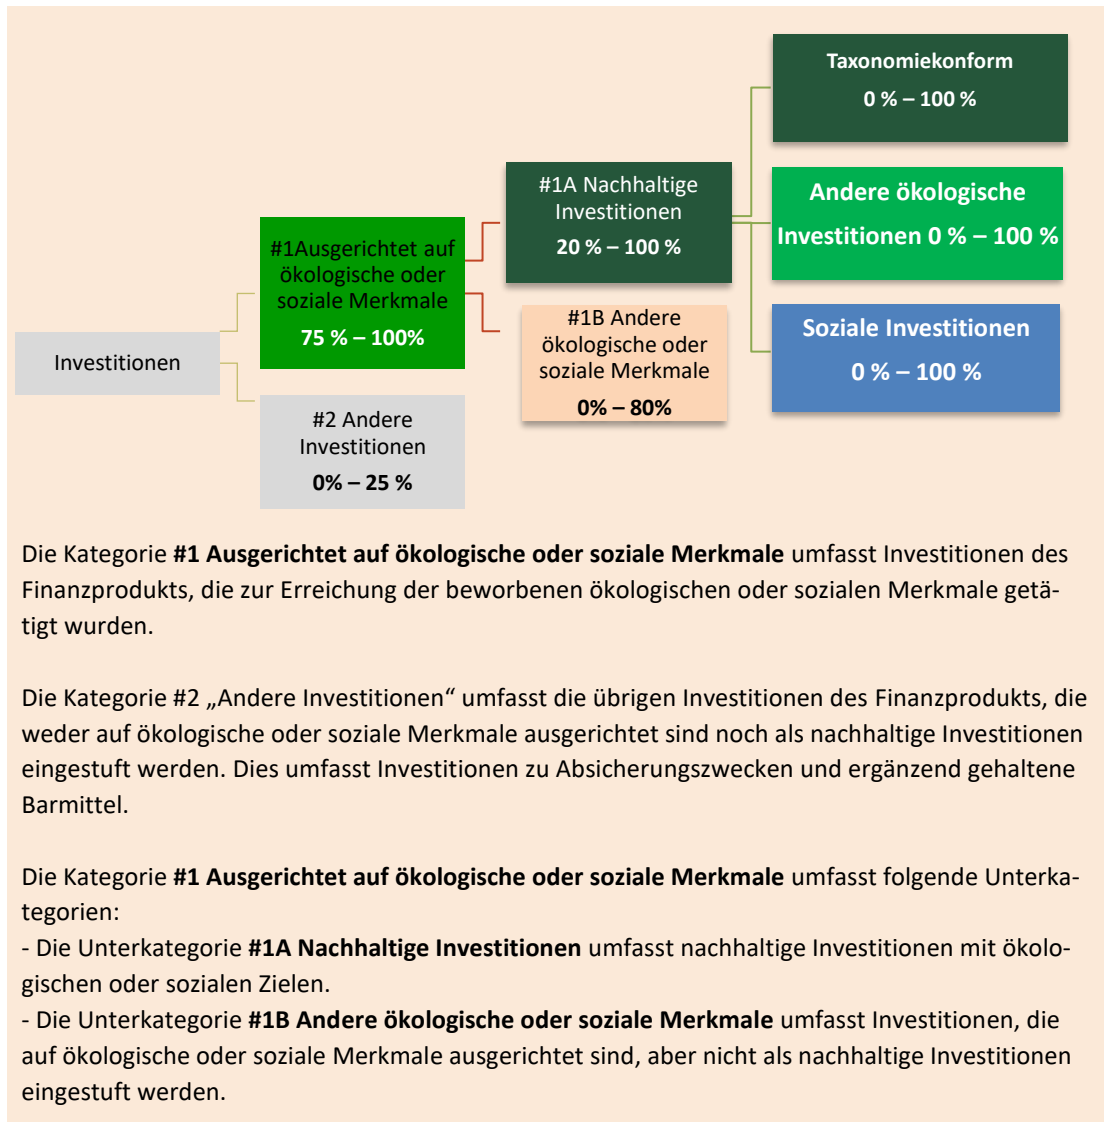 Taxonomiekonform
0 % – 100 %
#1A Nachhaltige
Investitionen
20 % – 100 %
Andere ökologische
Investitionen 0 % – 100 %
#1Ausgerichtet auf
ökologische oder
soziale Merkmale
75 % – 100%
#1B Andere
ökologische oder
soziale Merkmale
0% – 80%
Soziale Investitionen
0 % – 100 %
Investitionen
#2 Andere
Investitionen
0% – 25 %
Die Kategorie #1 Ausgerichtet auf ökologische oder soziale Merkmale umfasst Investitionen des
Finanzprodukts, die zur Erreichung der beworbenen ökologischen oder sozialen Merkmale getä-
tigt wurden.
Die Kategorie #2 „Andere Investitionen“ umfasst die übrigen Investitionen des Finanzprodukts, die
weder auf ökologische oder soziale Merkmale ausgerichtet sind noch als nachhaltige Investitionen
eingestuft werden. Dies umfasst Investitionen zu Absicherungszwecken und ergänzend gehaltene
Barmittel.
Die Kategorie #1 Ausgerichtet auf ökologische oder soziale Merkmale umfasst folgende Unterka-
tegorien:
- Die Unterkategorie #1A Nachhaltige Investitionen umfasst nachhaltige Investitionen mit ökolo-
gischen oder sozialen Zielen.
- Die Unterkategorie #1B Andere ökologische oder soziale Merkmale umfasst Investitionen, die
auf ökologische oder soziale Merkmale ausgerichtet sind, aber nicht als nachhaltige Investitionen
eingestuft werden.